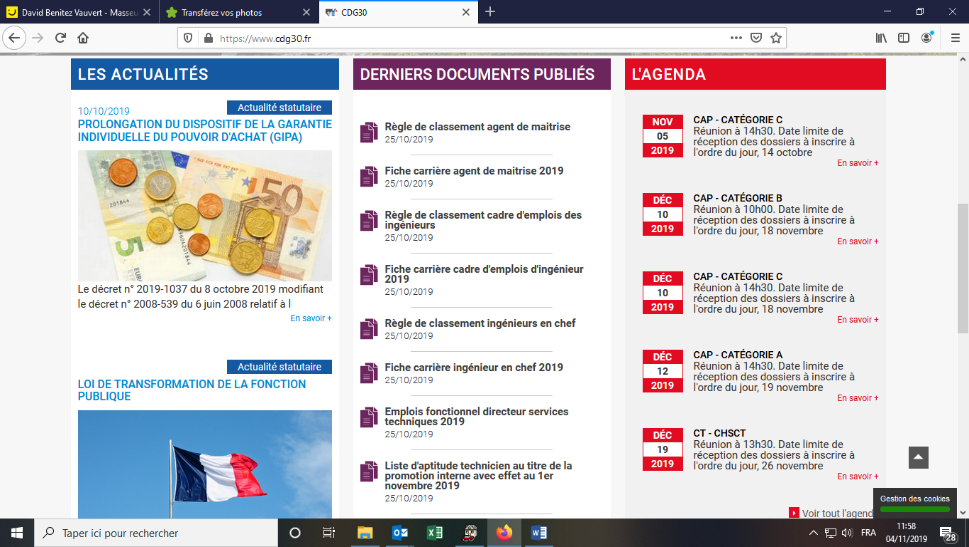 David Benitez Vauvert - Masseu
Transférez vos photos
CDG30
https://www.cdg30.fr
LES ACTUALITÉS
Actualité statutaire
10/10/2019
PROLONGATION DU DISPOSITIF DE LA GARANTIE
INDIVIDUELLE DU POUVOIR D'ACHAT (GIPA)
Le décret n° 2019-1037 du 8 octobre 2019 modifiant
le décret n° 2008-539 du 6 juin 2008 relatif à l
En savoir +
Actualité statutaire
LOI DE TRANSFORMATION DE LA FONCTION
PUBLIQUE
DERNIERS DOCUMENTS PUBLIÉS
Règle de classement agent de maitrise
25/10/2019
Fiche carrière agent de maitrise 2019
25/10/2019
Règle de classement cadre d'emplois des
ingénieurs
25/10/2019
Fiche carrière cadre d'emplois d'ingénieur
2019
25/10/2019
Règle de classement ingénieurs en chef
25/10/2019
Fiche carrière ingénieur en chef 2019
25/10/2019
Emplois fonctionnel directeur services
techniques 2019
25/10/2019
Liste d'aptitude technicien au titre de la
promotion interne avec effet au 1er
novembre 2019
25/10/2019
L'AGENDA
NOV
05
2019
CAP - CATÉGORIE C
Réunion à 14h30. Date limite de
réception des dossiers à inscrire à
l'ordre du jour, 14 octobre
En savoir +
DÉC
10
2019
CAP - CATÉGORIE B
Réunion à 10h00. Date limite de
réception des dossiers à inscrire à
l'ordre du jour, 18 novembre
En savoir +
DÉC
10
2019
CAP - CATÉGORIE C
Réunion à 14h30. Date limite de
réception des dossiers à inscrire à
l'ordre du jour, 18 novembre
En savoir +
DÉC
12
2019
CAP - CATÉGORIE A
Réunion à 14h30. Date limite de
réception des dossiers à inscrire à
l'ordre du jour, 19 novembre
En savoir +
DÉC
19
2019
CT - CHSCT
Réunion à 13h30. Date limite de
réception des dossiers à inscrire à
l'ordre du jour, 26 novembre
En savoir +
Voir tout l'agend
Gestion des cookies
Taper ici pour rechercher
FRA
11:58
04/11/2019
28